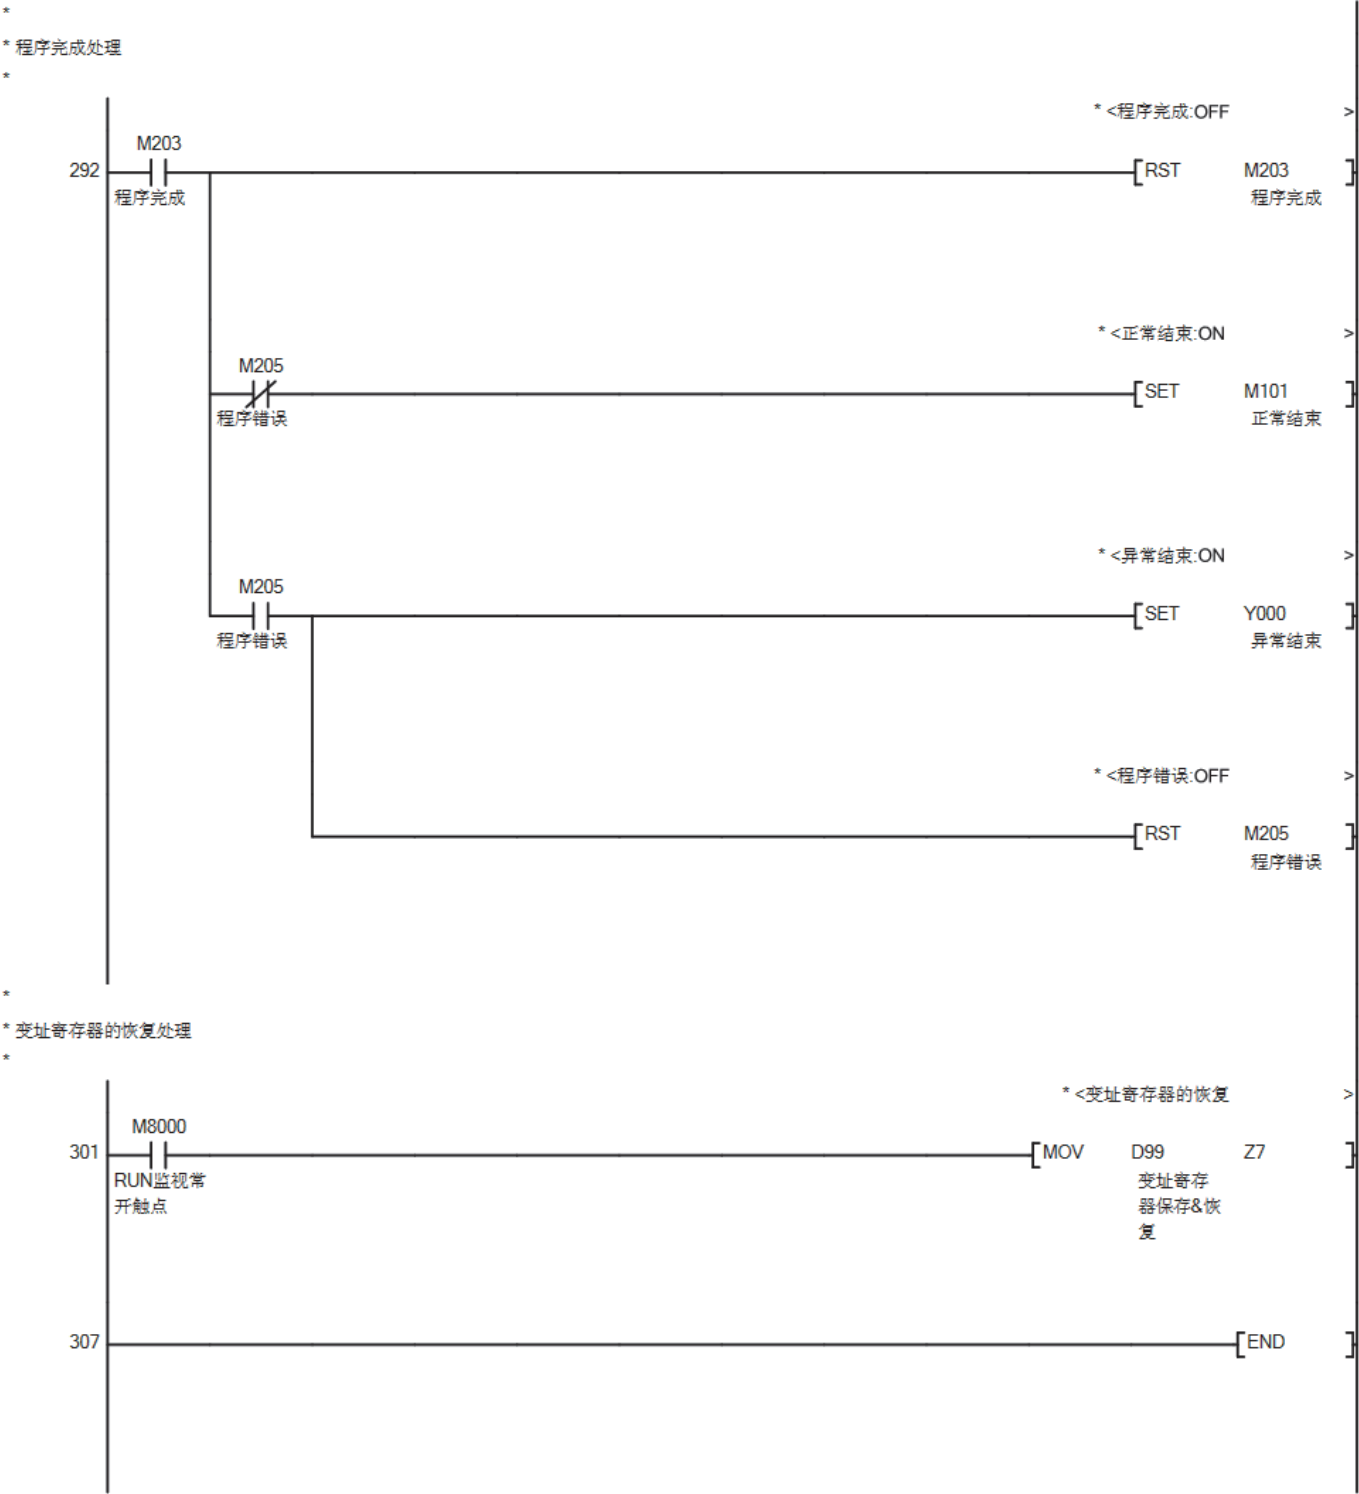 *
* 程序完成处理
*
* <程序完成:OFF >
M203
292 RST M203
程序完成 程序完成
* <正常结束:ON >
M205
SET M101
程序错误 正常结束
* <异常结束:ON >
M205
SET Y000
程序错误 异常结束
* <程序错误:OFF >
RST M205
程序错误
*
* 变址寄存器的恢复处理
*
* <变址寄存器的恢复 >
M8000
301 MOV D99 Z7
RUN监视常 变址寄存
开触点 器保存&恢
复
307 END